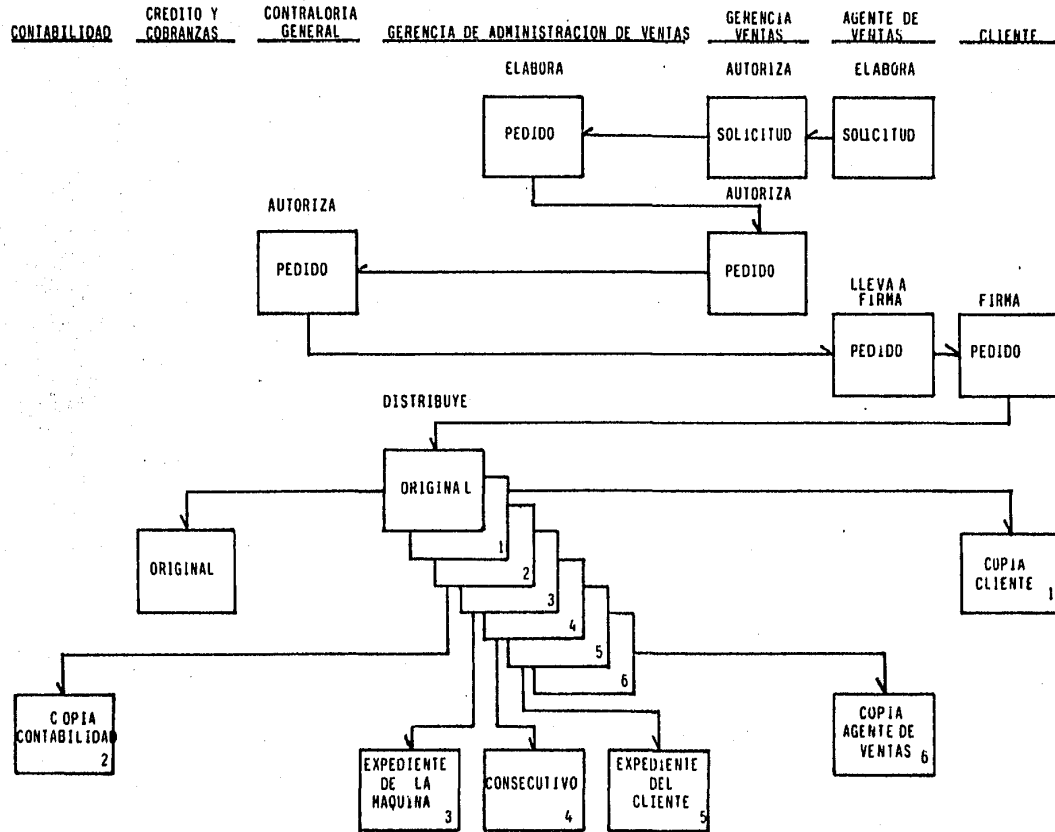 CONTABILIDAD
CREDITO Y
COBRANZAS
CONTRALORIA
GENERAL
GERENCIA DE ADMINISTRACION DE VENTAS
GERENCIA
VENTAS
AGENTE DE
VENTAS
CLIENTE
ELABORA
AUTORIZA
ELABORA
PEDIDO
SOLICITUD
SOLICITUD
AUTORIZA
AUTORIZA
PEDIDO
PEDIDO
LLEVA A
FIRMA
FIRMA
PEDIDO
PEDIDO
DISTRIBUYE
ORIGINAL
1
2
3
4
5
6
ORIGINAL
COPIA
CLIENTE
1
COPIA
CONTABILIDAD
2
EXPEDIENTE
DE LA
MAQUINA
3
CONSECUTIVO
4
EXPEDIENTE
DEL
CLIENTE
5
COPIA
AGENTE DE
VENTAS
6